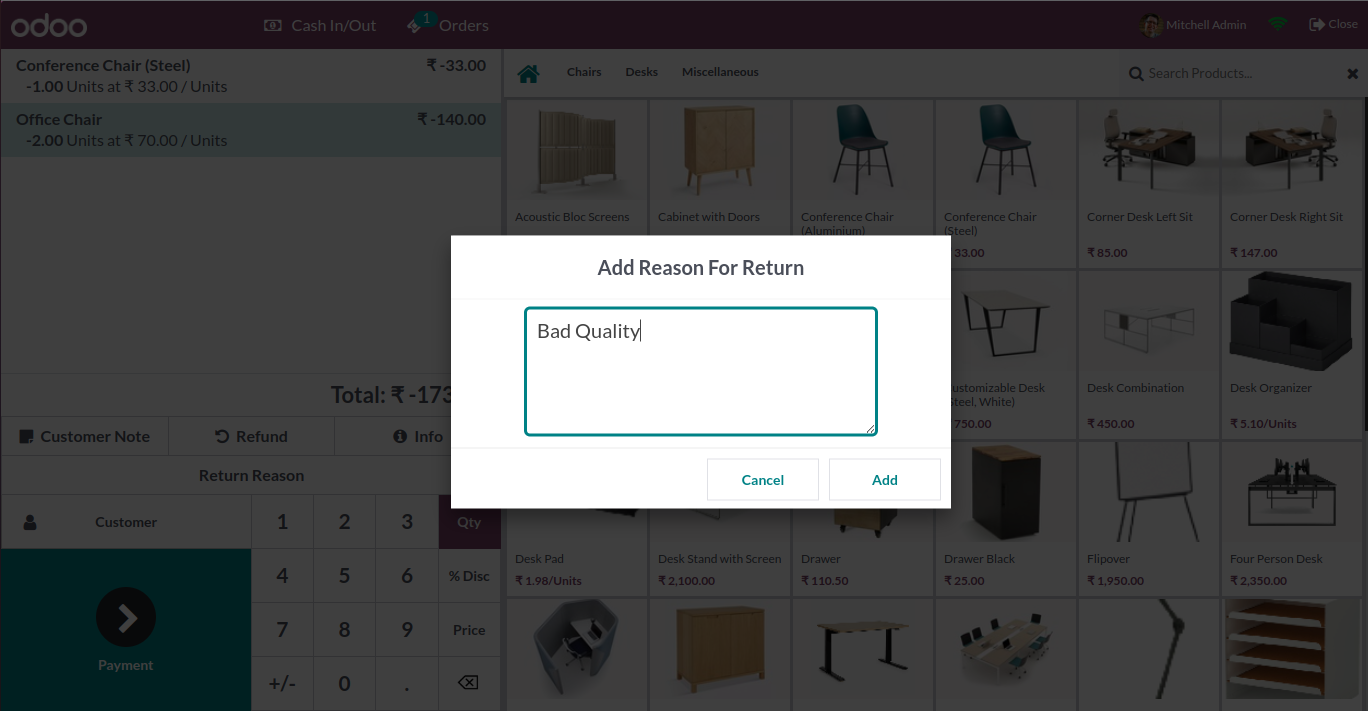 odoo
Cash In/Out
1
Orders
Mitchell Admin
Close
Conference Chair (Steel)
₹ -33.00
-1.00 Units at ₹ 33.00 / Units
Office Chair
₹ -140.00
-2.00 Units at ₹ 70.00 / Units
Total: ₹ -173
Customer Note
Refund
Info
Return Reason
Customer
1
2
3
Qty
4
5
6
% Disc
7
8
9
Price
+/-
0
.
Payment
Chairs
Desks
Miscellaneous
Search Products...
Acoustic Bloc Screens
Cabinet with Doors
Conference Chair
(Aluminium)
Conference Chair
(Steel)
33.00
Corner Desk Left Sit
₹ 85.00
Corner Desk Right Sit
₹ 147.00
Add Reason For Return
Bad Quality
Cancel
Add
ustomizable Desk
Steel, White)
750.00
Desk Combination
₹ 450.00
Desk Organizer
₹ 5.10/Units
Desk Pad
₹ 1.98/Units
Desk Stand with Screen
₹ 2,100.00
Drawer
₹ 110.50
Drawer Black
₹ 25.00
Flipover
₹ 1,950.00
Four Person Desk
₹ 2,350.00